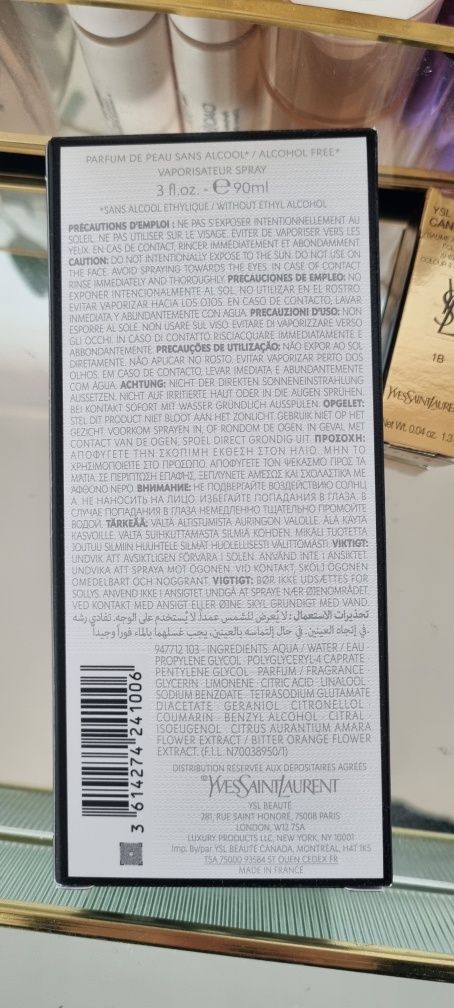 PARFUM DE PEAU SANS ALCOOL* / ALCOHOL FREE*
VAPORISATEUR SPRAY
3 fl.oz. - ℮ 90ml
*SANS ALCOOL ETHYLIQUE / WITHOUT ETHYL ALCOHOL
PRÉCAUTIONS D'EMPLOI : NE PAS S'EXPOSER INTENTIONNELLEMENT AU
SOLEIL. NE PAS UTILISER SUR LE VISAGE. ÉVITER DE VAPORISER VERS LES
YEUX. EN CAS DE CONTACT, RINCER IMMÉDIATEMENT ET ABONDAMMENT.
CAUTION: DO NOT INTENTIONALLY EXPOSE TO THE SUN. DO NOT USE ON
THE FACE. AVOID SPRAYING TOWARDS THE EYES. IN CASE OF CONTACT
RINSE IMMEDIATELY AND THOROUGHLY. PRECAUCIONES DE EMPLEO: NO
EXPONER INTENCIONALMENTE AL SOL. NO UTILIZAR EN EL ROSTRO.
EVITAR VAPORIZAR HACIA LOS OJOS. EN CASO DE CONTACTO, LAVAR
INMEDIATA Y ABUNDANTEMENTE CON AGUA. PRECAUZIONI D'USO: NON
ESPORRE AL SOLE. NON USARE SUL VISO. EVITARE DI VAPORIZZARE VERSO
GLI OCCHI. IN CASO DI CONTATTO RISCIACQUARE IMMEDIATAMENTE E
ABBONDANTEMENTE. PRECAUÇÕES DE UTILIZAÇÃO: NÃO EXPOR AO SOL
DIRETAMENTE. NÃO APLICAR NO ROSTO. EVITAR VAPORIZAR PERTO DOS
OLHOS. EM CASO DE CONTACTO, LEVAR IMEDIATA E ABUNDANTEMENTE
COM ÁGUA. ACHTUNG: NICHT DER DIREKTEN SONNENEINSTRAHLUNG
AUSSETZEN. NICHT AUF IRRITIERTE HAUT ODER IN DIE AUGEN SPRÜHEN.
BEI KONTAKT SOFORT MIT WASSER GRÜNDLICH AUSSPÜLEN. OPGELET:
STEL DIT PRODUCT NIET BLOOT AAN HET ZONLICHT. GEBRUIK NIET OP HET
GEZICHT. VOORKOM SPRAYEN IN, OF RONDOM DE OGEN. IN GEVAL MET
CONTACT VAN DE OGEN, SPOEL DIRECT GRONDIG UIT. ΠΡΟΣΟΧΗ:
ΑΠΟΦΥΓΕΤΕ ΤΗΝ ΣΚΟΠΙΜΗ ΕΚΘΕΣΗ ΣΤΟΝ ΗΛΙΟ. ΜΗΝ ΤΟ
ΧΡΗΣΙΜΟΠΟΙΕΙΤΕ ΣΤΟ ΠΡΟΣΩΠΟ. ΑΠΟΦΥΓΕΤΕ ΤΟΝ ΨΕΚΑΣΜΟ ΠΡΟΣ ΤΑ
ΜΑΤΙΑ. ΣΕ ΠΕΡΙΠΤΩΣΗ ΕΠΑΦΗΣ, ΞΕΠΛΥΝΕΤΕ ΑΜΕΣΩΣ ΚΑΙ ΣΧΟΛΑΣΤΙΚΑ ΜΕ
ΑΦΘΟΝΟ ΝΕΡΟ. ВНИМАНИЕ: НЕ ПОДВЕРГАЙТЕ ВОЗДЕЙСТВИЮ СОЛНЦ
А. НЕ НАНОСИТЬ НА ЛИЦО. ИЗБЕГАЙТЕ ПОПАДАНИЯ В ГЛАЗА. В
СЛУЧАЕ ПОПАДАНИЯ В ГЛАЗА НЕМЕДЛЕННО ТЩАТЕЛЬНО ПРОМОЙТЕ
ВОДОЙ. TÄRKEÄÄ: VÄLTÄ ALTISTUMISTA AURINGON VALOLLE. ÄLÄ KÄYTÄ
KASVOILLE. VÄLTÄ SUIHKUTTAMISTA SILMIÄ KOHDEN. MIKÄLI TUOTETTA
JOUTUU SILMIIN HUUHTELE SILMÄT HUOLELLISESTI VÄLITTÖMÄSTI. VIKTIGT:
UNDVIK ATT AVSIKTLIGEN FÖRVARA I SOLEN. ANVÄND INTE I ANSIKTET.
UNDVIKA ATT SPRAYA MOT ÖGONEN. VID KONTAKT, SKÖLJ ÖGONEN
OMEDELBART OCH NOGGRANT. VIGTIGT: BØR IKKE UDSÆTTES FOR
SOLLYS. ANVEND IKKE I ANSIGTET. UNDGÅ AT SPRAYE NÆR ØJENOMRÅDET.
VED KONTAKT MED ANSIGT ELLER ØJNE: SKYL GRUNDIGT MED VAND.
تحذيرات الاستعمال: لا يُعرض للشمس عمداً. لا يُستخدم على الوجه. تفادي رشه
في إتجاه العينين. في حال إلتماسه بالعينين، يجب غسلهما بالماء فوراً وجيداً.
947712 103 - INGREDIENTS: AQUA / WATER / EAU
PROPYLENE GLYCOL · POLYGLYCERYL-4 CAPRATE
PENTYLENE GLYCOL · PARFUM / FRAGRANCE
GLYCERIN · LIMONENE · CITRIC ACID · LINALOOL
SODIUM BENZOATE · TETRASODIUM GLUTAMATE
DIACETATE · GERANIOL · CITRONELLOL
COUMARIN · BENZYL ALCOHOL · CITRAL
ISOEUGENOL · CITRUS AURANTIUM AMARA
FLOWER EXTRACT / BITTER ORANGE FLOWER
EXTRACT. (F.I.L. N70038950/1)
3 614274 241006
DISTRIBUTION RÉSERVÉE AUX DÉPOSITAIRES AGRÉÉS
©YVESSAINTLAURENT
YSL BEAUTÉ
281, RUE SAINT HONORÉ, 75008 PARIS
LONDON, W12 7SA
LUXURY PRODUCTS LLC, NEW YORK, NY 10001
Imp. By/par YSL BEAUTÉ CANADA, MONTRÉAL, H4T 1K5
TSA 75000 93584 ST OUEN CEDEX FR
MADE IN FRANCE
YSL
CAN
1B
YVESSAINTLAURE
Net Wt. 0.04 oz. 1.3